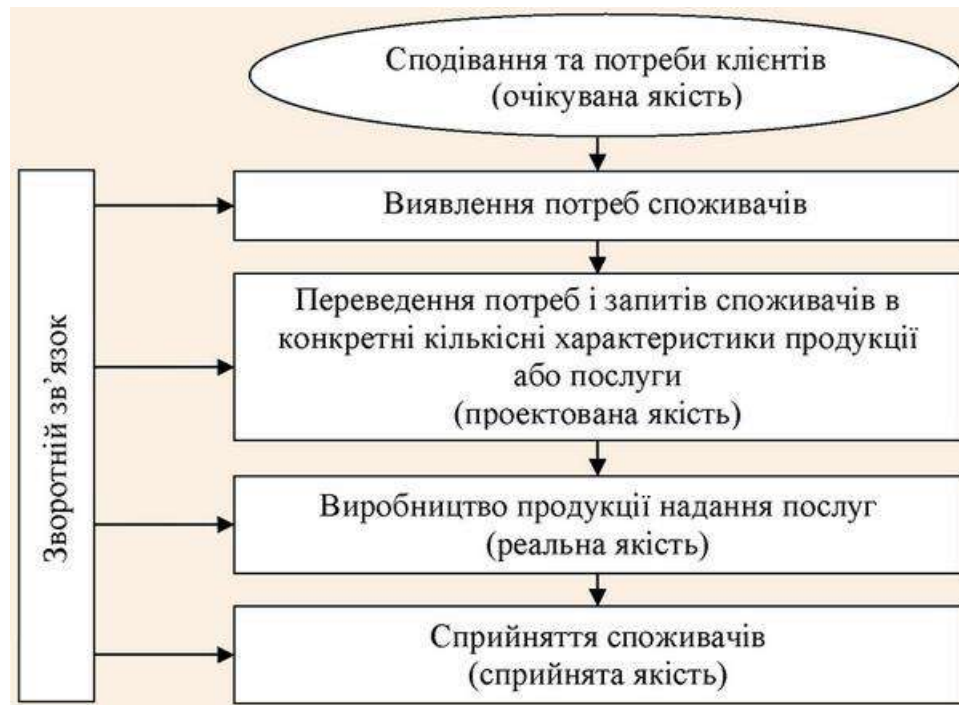 Сподівання та потреби клієнтів
(очікувана якість)
Виявлення потреб споживачів
Переведення потреб і запитів споживачів в
конкретні кількісні характеристики продукції
або послуги
(проектована якість)
Виробництво продукції надання послуг
(реальна якість)
Сприйняття споживачів
(сприйнята якість)
Зворотній зв’язок